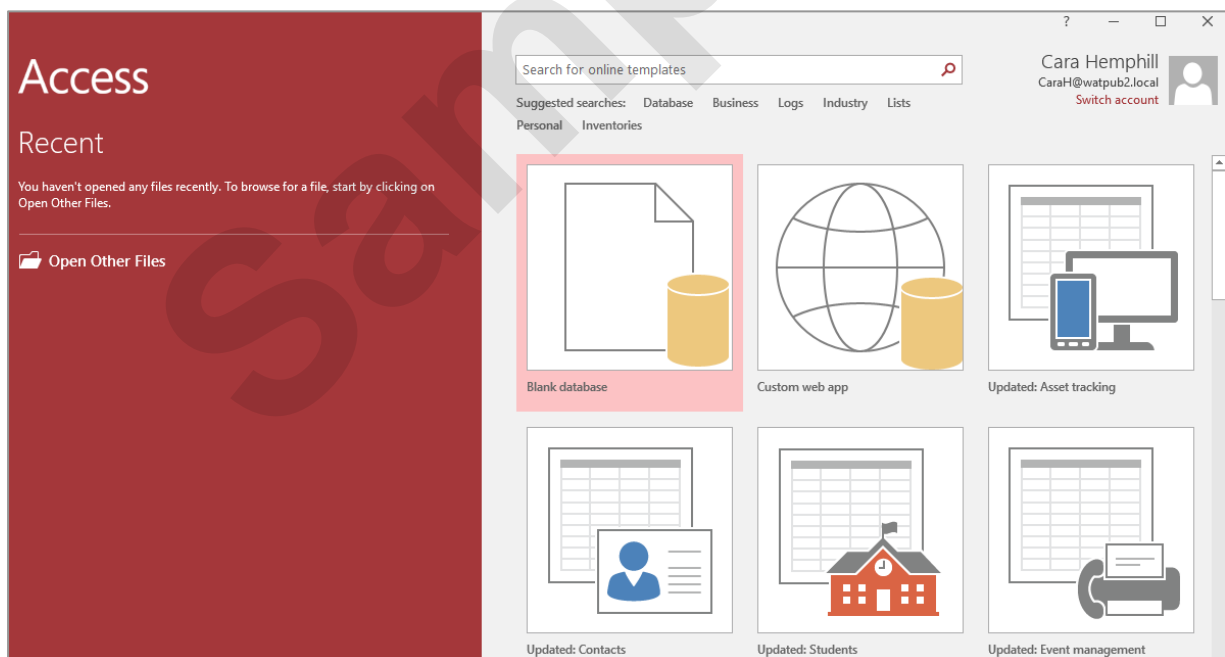 ?
Access
Recent
You haven't opened any files recently. To browse for a file, start by clicking on
Open Other Files.
Open Other Files
Search for online templates
Suggested searches: Database Business Logs Industry Lists
Personal Inventories
Cara Hemphill
CaraH@watpub2.local
Switch account
Blank database
Custom web app
Updated: Asset tracking
Updated: Contacts
Updated: Students
Updated: Event management